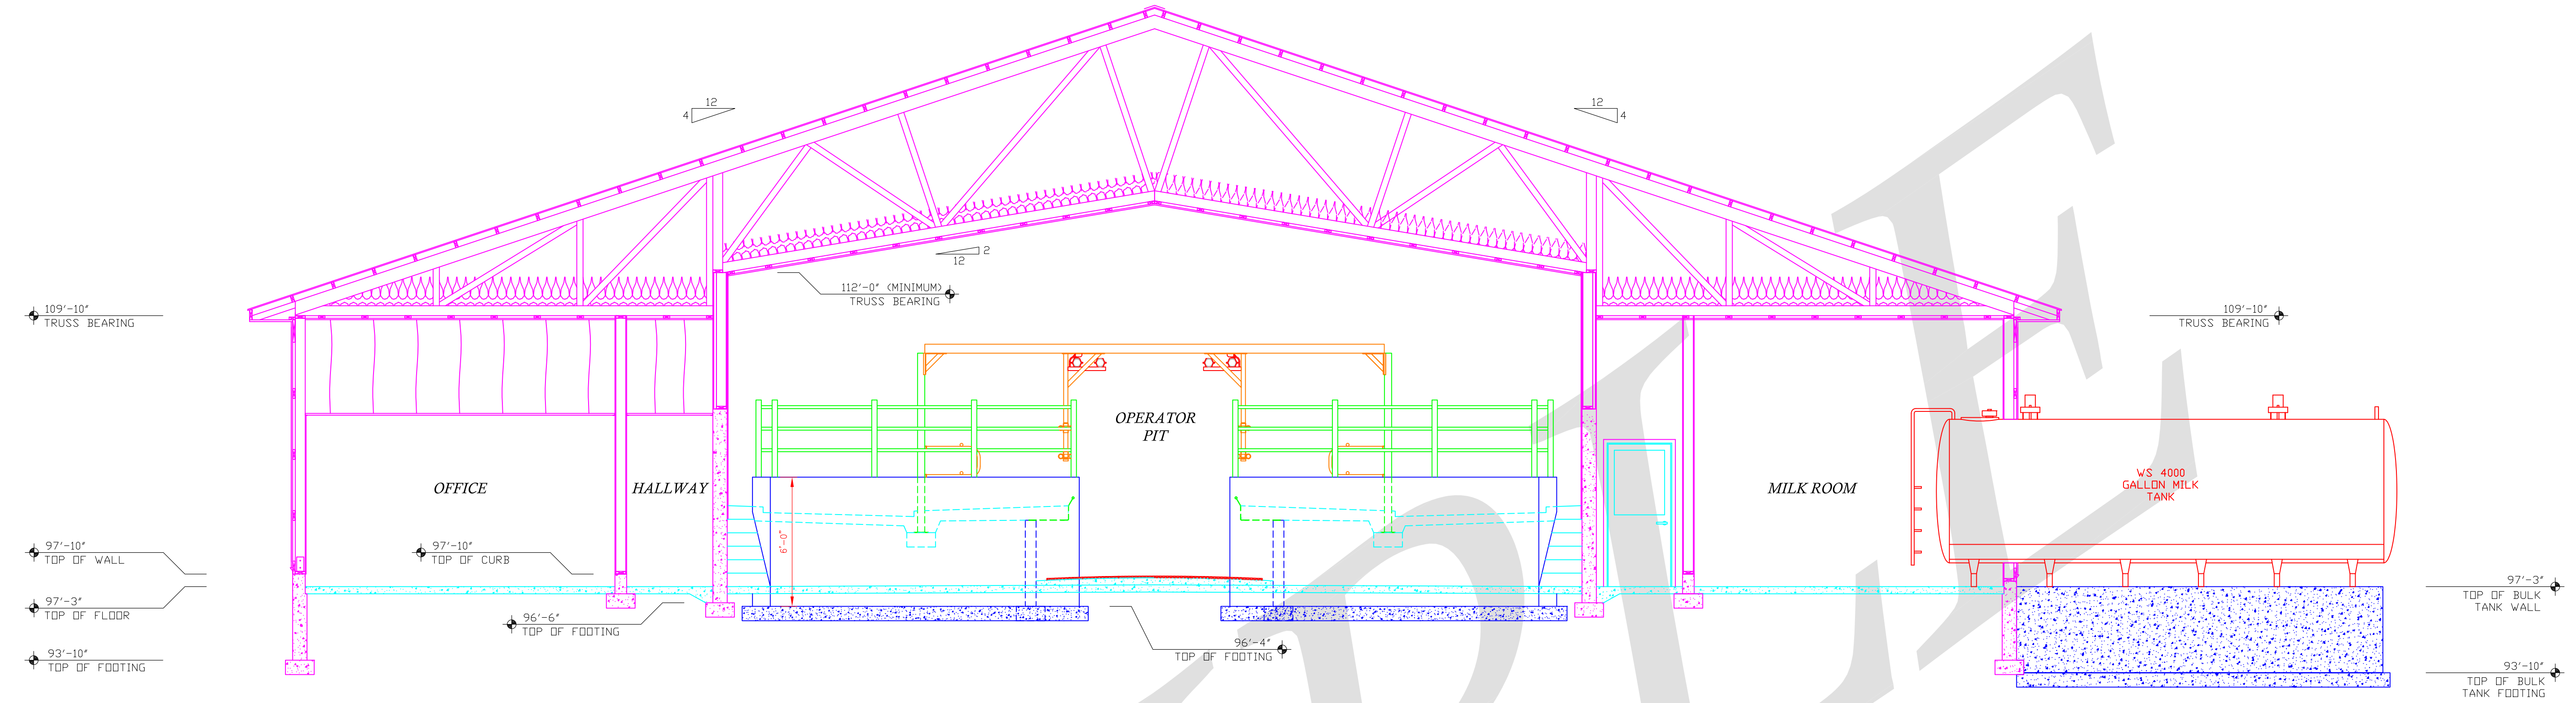 12
4
12
4
2
12
112'-0" (MINIMUM)
TRUSS BEARING
109'-10"
TRUSS BEARING
109'-10"
TRUSS BEARING
OPERATOR
PIT
OFFICE
HALLWAY
MILK ROOM
WS 4000
GALLON MILK
TANK
6'-0"
97'-10"
TOP OF WALL
97'-10"
TOP OF CURB
97'-3"
TOP OF FLOOR
97'-3"
TOP OF BULK
TANK WALL
96'-6"
TOP OF FOOTING
96'-4"
TOP OF FOOTING
93'-10"
TOP OF FOOTING
93'-10"
TOP OF BULK
TANK FOOTING
PLE